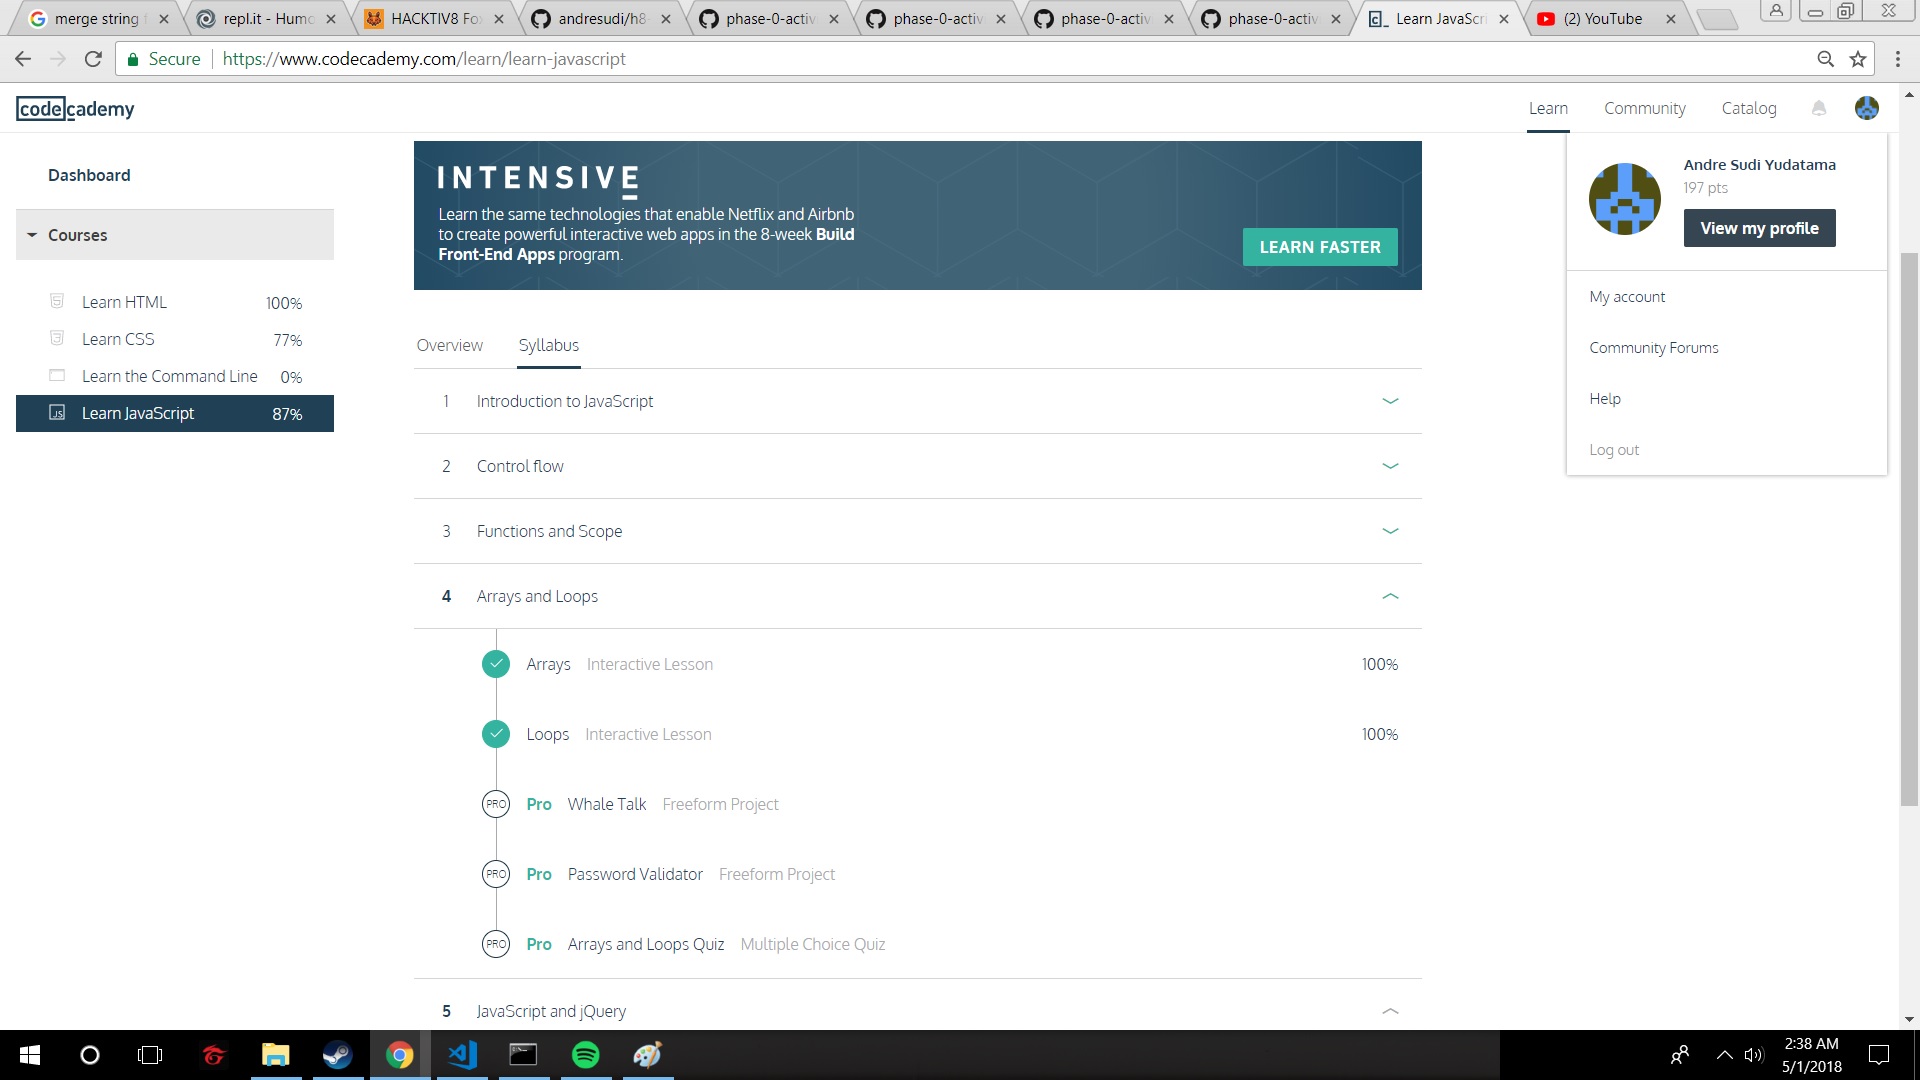 merge string f
repl.it - Humo
HACKTIV8 Fox
andresudi/h8-
phase-0-activi
phase-0-activi
phase-0-activi
phase-0-activi
Learn JavaScri
(2) YouTube
Secure
https://www.codecademy.com/learn/learn-javascript
codecademy
Learn
Community
Catalog
Dashboard
Courses
Learn HTML 100%
Learn CSS 77%
Learn the Command Line 0%
Learn JavaScript 87%
INTENSIVE
Learn the same technologies that enable Netflix and Airbnb
to create powerful interactive web apps in the 8-week Build
Front-End Apps program.
LEARN FASTER
Andre Sudi Yudatama
197 pts
View my profile
My account
Community Forums
Help
Log out
Overview
Syllabus
1 Introduction to JavaScript
2 Control flow
3 Functions and Scope
4 Arrays and Loops
Arrays Interactive Lesson 100%
Loops Interactive Lesson 100%
PRO Pro Whale Talk Freeform Project
PRO Pro Password Validator Freeform Project
PRO Pro Arrays and Loops Quiz Multiple Choice Quiz
5 JavaScript and jQuery
2:38 AM
5/1/2018